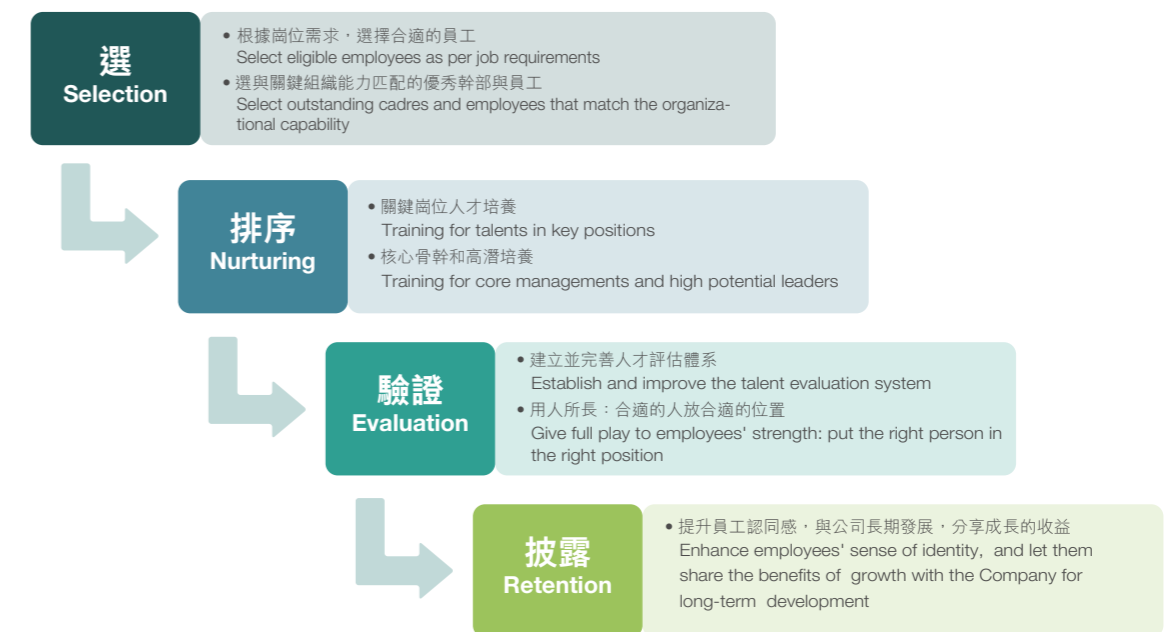 選
Selection
• 根據崗位需求，選擇合適的員工
Select eligible employees as per job requirements
• 選與關鍵組織能力匹配的優秀幹部與員工
Select outstanding cadres and employees that match the organiza-
tional capability
排序
Nurturing
• 關鍵崗位人才培養
Training for talents in key positions
• 核心骨幹和高潛培養
Training for core managements and high potential leaders
驗證
Evaluation
• 建立並完善人才評估體系
Establish and improve the talent evaluation system
• 用人所長：合適的人放合適的位置
Give full play to employees' strength: put the right person in
the right position
披露
Retention
• 提升員工認同感，與公司長期發展，分享成長的收益
Enhance employees' sense of identity, and let them
share the benefits of growth with the Company for
long-term development